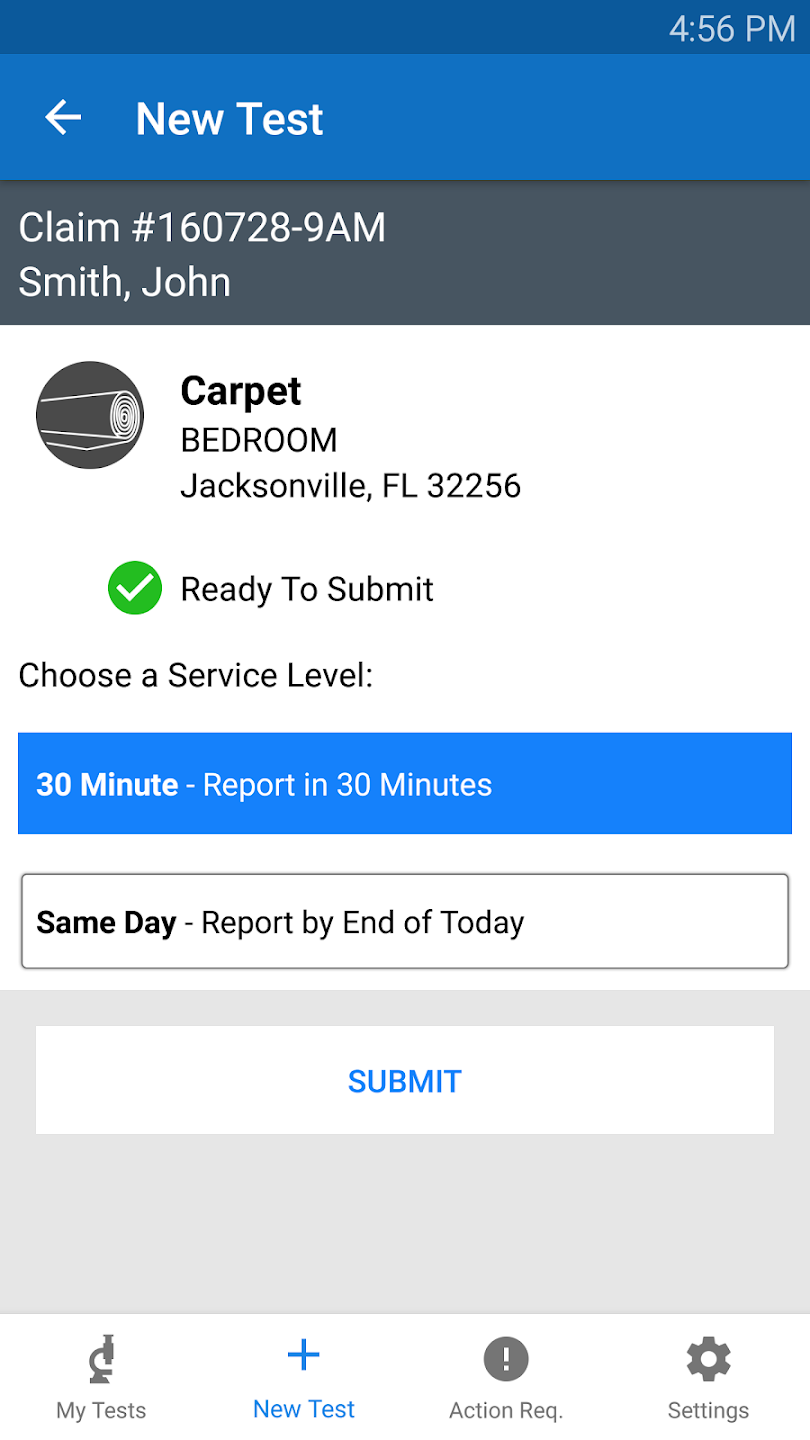 4:56 PM
New Test
Claim #160728-9AM
Smith, John
Carpet
BEDROOM
Jacksonville, FL 32256
Ready To Submit
Choose a Service Level:
30 Minute - Report in 30 Minutes
Same Day - Report by End of Today
SUBMIT
My Tests
New Test
Action Req.
Settings